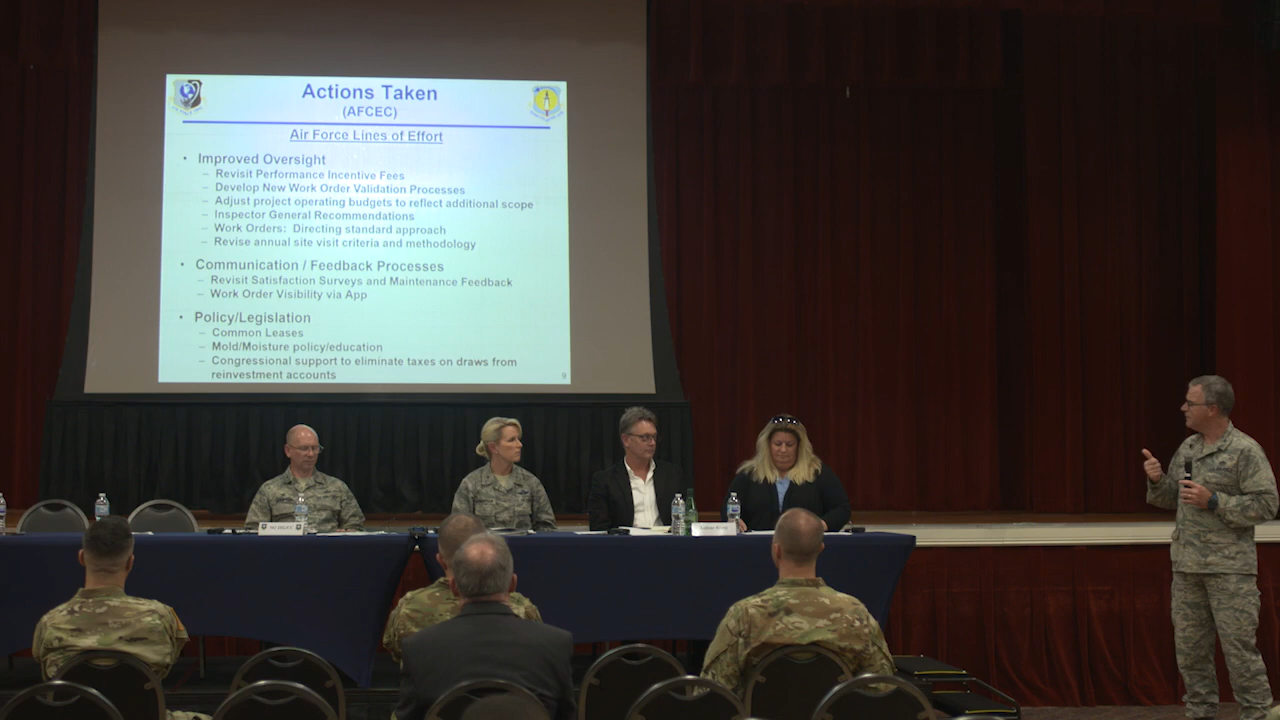 Actions Taken
(AFCEC)
Air Force Lines of Effort
• Improved Oversight
– Revisit Performance Incentive Fees
– Develop New Work Order Validation Processes
– Adjust project operating budgets to reflect additional scope
– Inspector General Recommendations
– Work Orders: Directing standard approach
– Revise annual site visit criteria and methodology
• Communication / Feedback Processes
– Revisit Satisfaction Surveys and Maintenance Feedback
– Work Order Visibility via App
• Policy/Legislation
– Common Leases
– Mold/Moisture policy/education
– Congressional support to eliminate taxes on draws from
reinvestment accounts
9